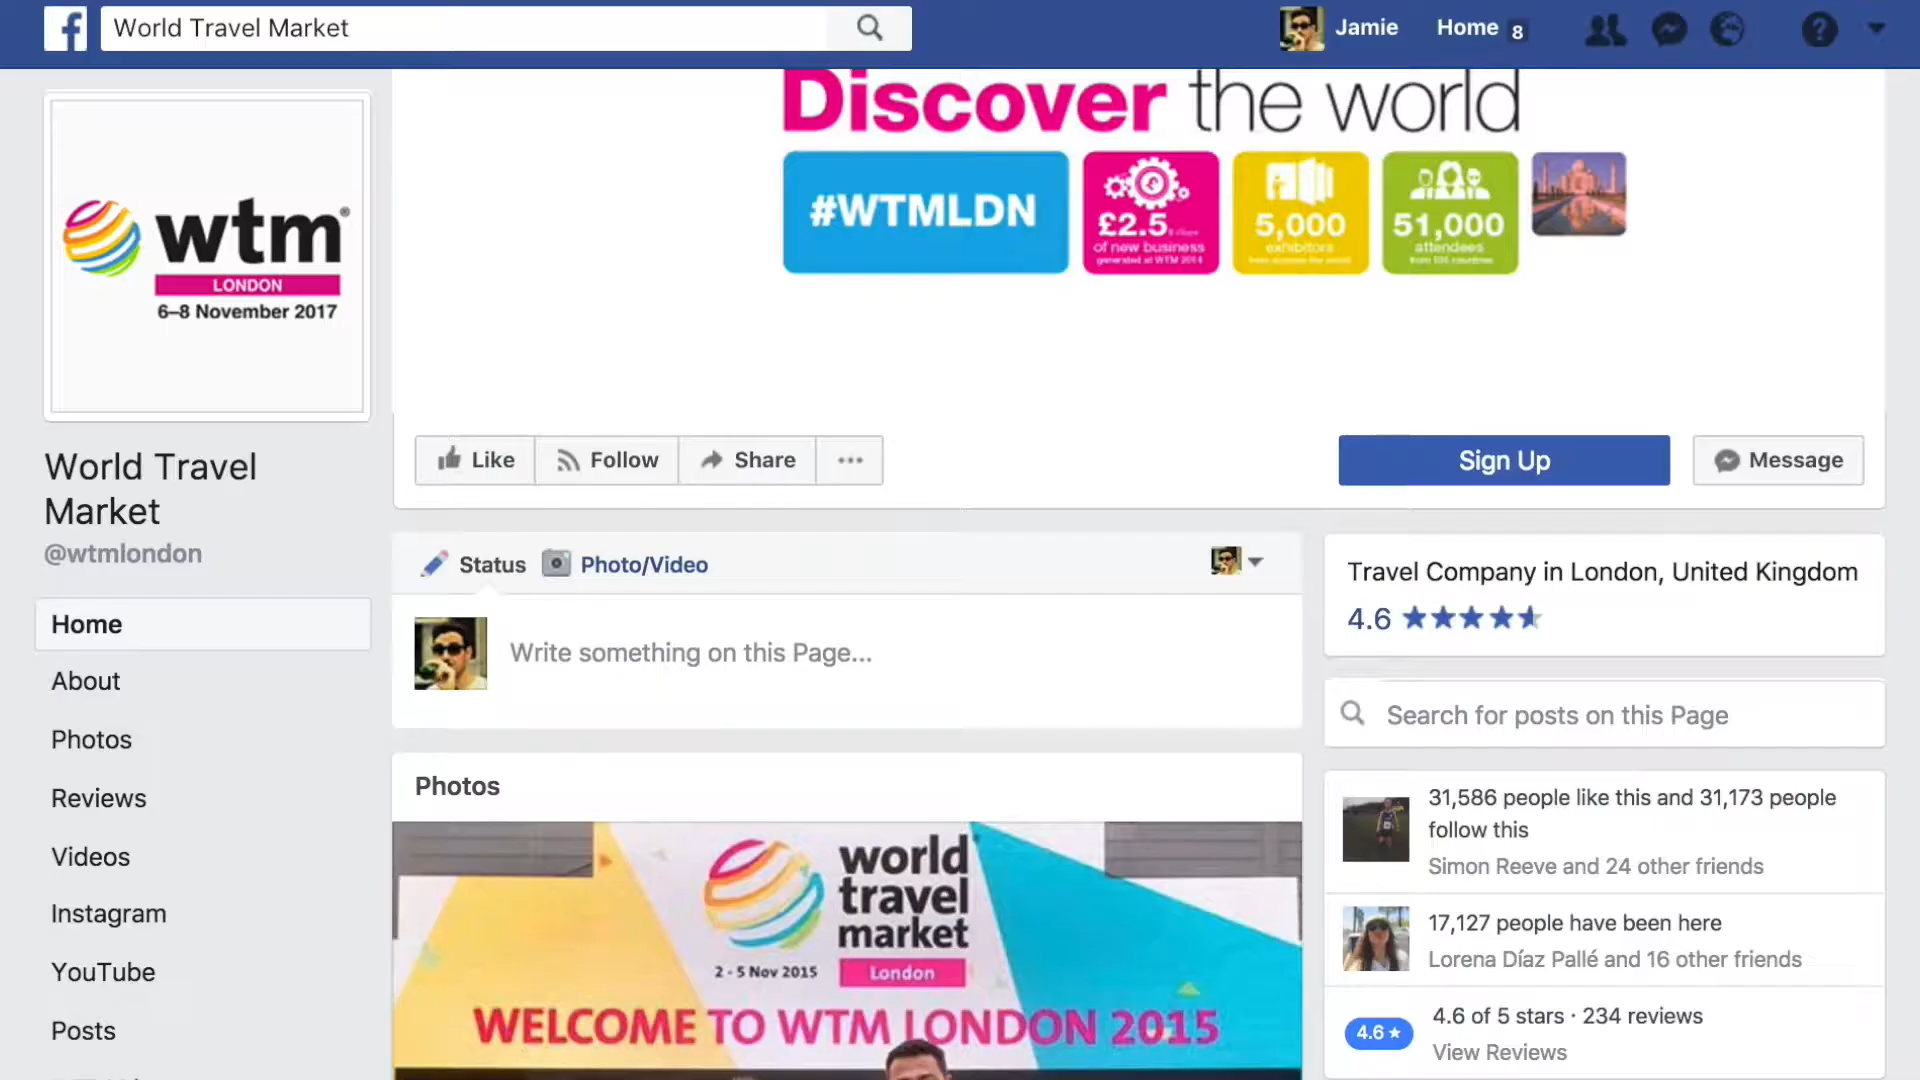 World Travel Market
Jamie
Home 8
Discover the world
#WTMLDN
£2.5
of new business
generated at WTM 2014
5,000
exhibitors
51,000
attendees
wtm®
LONDON
6–8 November 2017
World Travel
Market
@wtmlondon
Home
About
Photos
Reviews
Videos
Instagram
YouTube
Posts
Like
Follow
Share
Sign Up
Message
Status
Photo/Video
Write something on this Page...
Photos
world
travel
market
2 - 5 Nov 2015
London
WELCOME TO WTM LONDON 2015
Travel Company in London, United Kingdom
4.6
Search for posts on this Page
31,586 people like this and 31,173 people
follow this
Simon Reeve and 24 other friends
17,127 people have been here
Lorena Díaz Pallé and 16 other friends
4.6
4.6 of 5 stars · 234 reviews
View Reviews